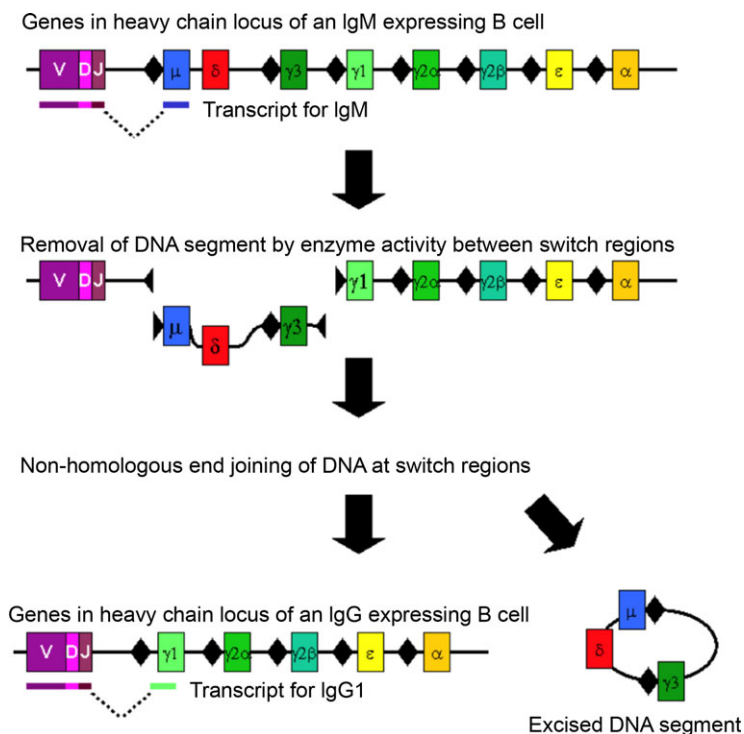 Genes in heavy chain locus of an IgM expressing B cell
V D J μ δ γ3 γ1 γ2α γ2β ε α
Transcript for IgM
Removal of DNA segment by enzyme activity between switch regions
V D J γ1 γ2α γ2β ε α
μ δ γ3
Non-homologous end joining of DNA at switch regions
Genes in heavy chain locus of an IgG expressing B cell
V D J γ1 γ2α γ2β ε α
Transcript for IgG1
μ
δ
γ3
Excised DNA segment